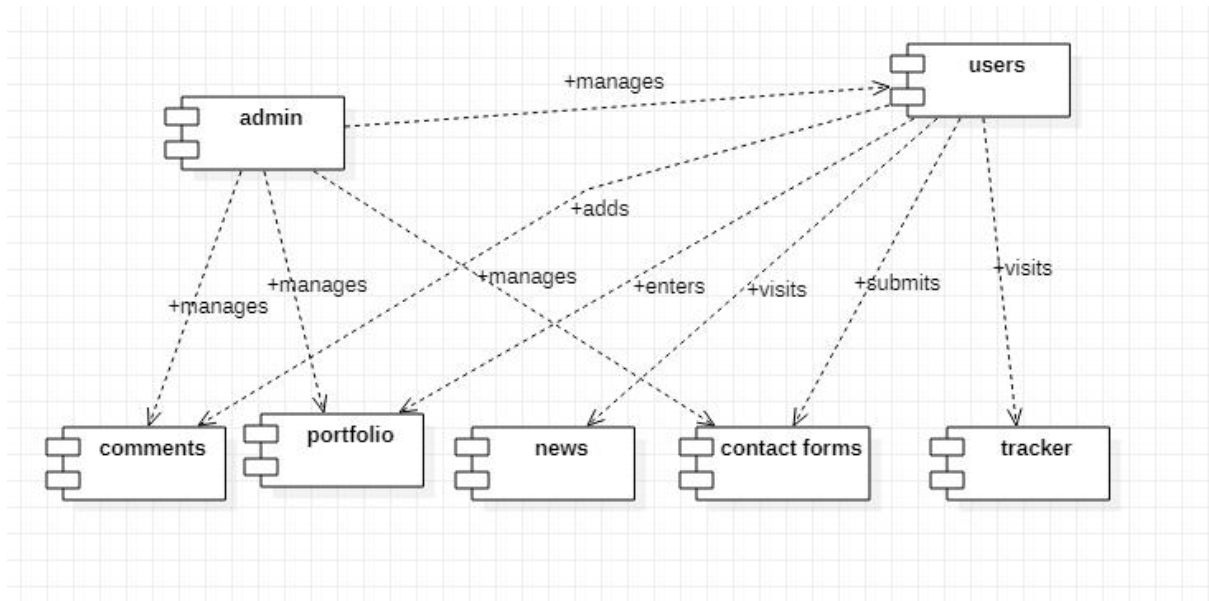 users
+manages
admin
+adds
+visits
+manages
+submits
+manages
+enters
+visits
+manages
portfolio
comments
news
contact forms
tracker